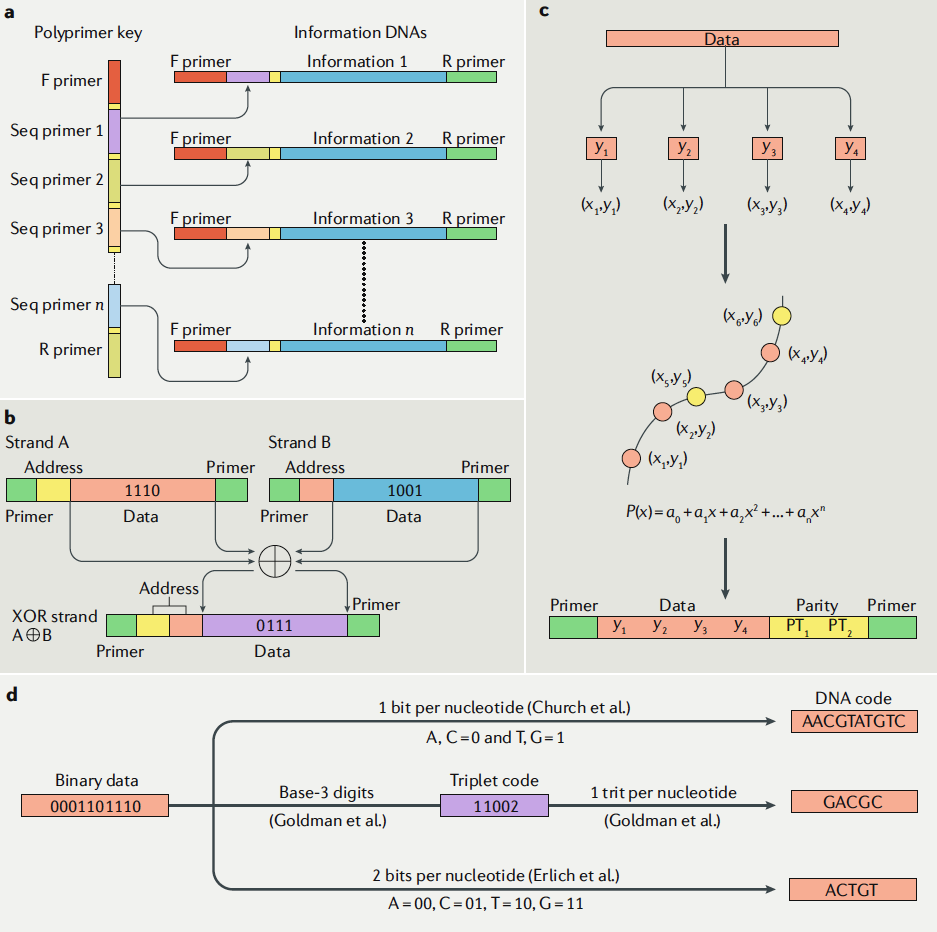 a
Polyprimer key
Information DNAs
F primer
Seq primer 1
Seq primer 2
Seq primer 3
Seq primer n
R primer
F primer Information 1 R primer
F primer Information 2 R primer
F primer Information 3 R primer
F primer Information n R primer
b
Strand A
Address Primer
1110
Primer Data
Strand B
Address Primer
1001
Primer Data
Address
XOR strand
A⊕B
Primer
0111
Primer Data
c
Data
y₁ y₂ y₃ y₄
(x₁,y₁) (x₂,y₂) (x₃,y₃) (x₄,y₄)
(x₆,y₆)
(x₄,y₄)
(x₅,y₅)
(x₃,y₃)
(x₂,y₂)
(x₁,y₁)
P(x)=a₀+a₁x+a₂x²+...+aₙxⁿ
Primer Data Parity Primer
y₁ y₂ y₃ y₄ PT₁ PT₂
d
Binary data
0001101110
1 bit per nucleotide (Church et al.)
A, C=0 and T, G=1
DNA code
AACGTATGTC
Base-3 digits
(Goldman et al.)
Triplet code
11002
1 trit per nucleotide
(Goldman et al.)
GACGC
2 bits per nucleotide (Erlich et al.)
A=00, C=01, T=10, G=11
ACTGT